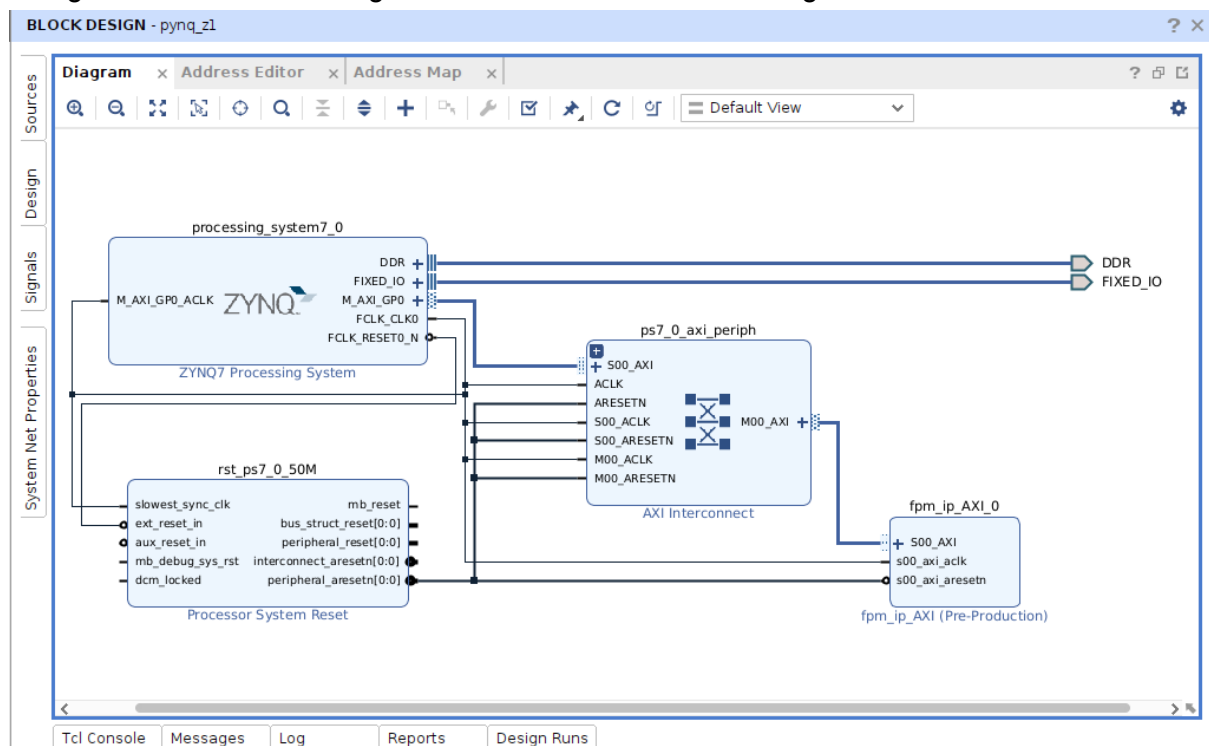 BLOCK DESIGN - pynq_z1
? ×
Sources
Design
Signals
System Net Properties
Diagram × Address Editor × Address Map ×
Default View
processing_system7_0
DDR
FIXED_IO
M_AXI_GP0_ACLK ZYNQ M_AXI_GP0
FCLK_CLK0
FCLK_RESET0_N
ZYNQ7 Processing System
DDR
FIXED_IO
ps7_0_axi_periph
S00_AXI
ACLK
ARESETN
S00_ACLK M00_AXI
S00_ARESETN
M00_ACLK
M00_ARESETN
AXI Interconnect
rst_ps7_0_50M
slowest_sync_clk mb_reset
ext_reset_in bus_struct_reset[0:0]
aux_reset_in peripheral_reset[0:0]
mb_debug_sys_rst interconnect_aresetn[0:0]
dcm_locked peripheral_aresetn[0:0]
Processor System Reset
fpm_ip_AXI_0
S00_AXI
s00_axi_aclk
s00_axi_aresetn
fpm_ip_AXI (Pre-Production)
Tcl Console Messages Log Reports Design Runs